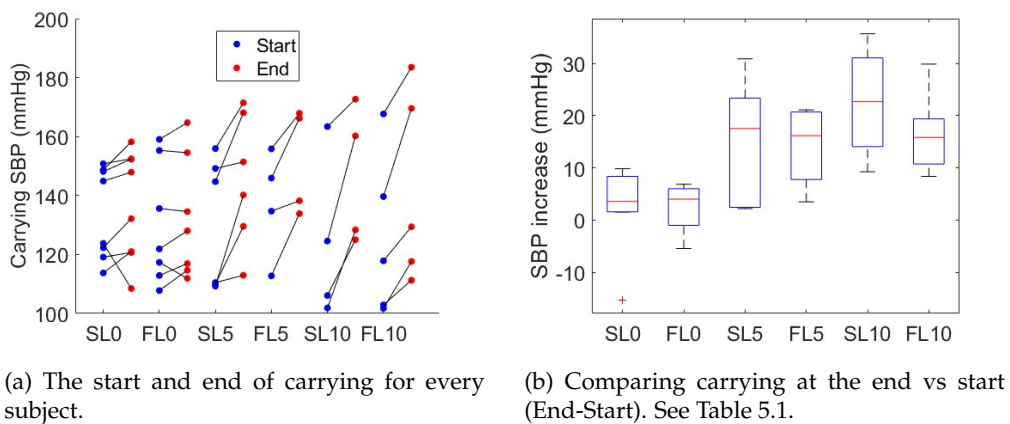 200
180
160
140
120
100
Carrying SBP (mmHg)
Start
End
SL0 FL0 SL5 FL5 SL10 FL10
30
20
10
0
-10
SBP increase (mmHg)
SL0 FL0 SL5 FL5 SL10 FL10
(a) The start and end of carrying for every
subject.
(b) Comparing carrying at the end vs start
(End-Start). See Table 5.1.